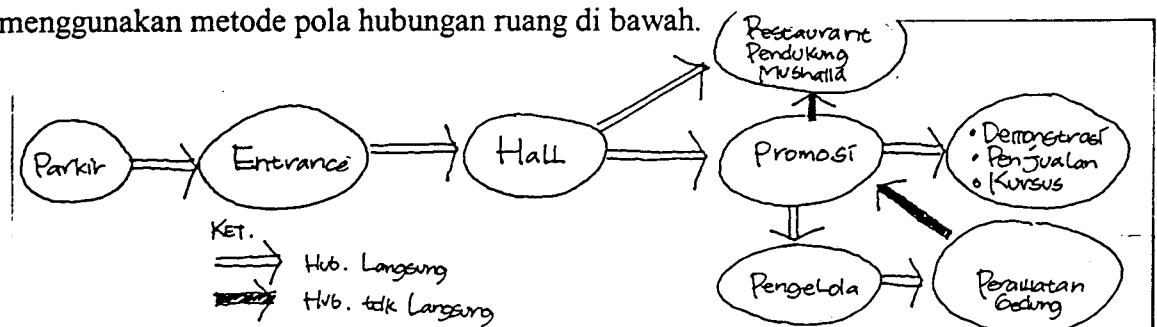 menggunakan metode pola hubungan ruang di bawah.
Restaurant
Pendukung
Mushalla
Parkir
Entrance
Hall
Promosi
• Demonstrasi
• Penjualan
• Kursus
KET.
Hub. Langsung
Hub. tdk Langsung
Pengelola
Perawatan
Gedung